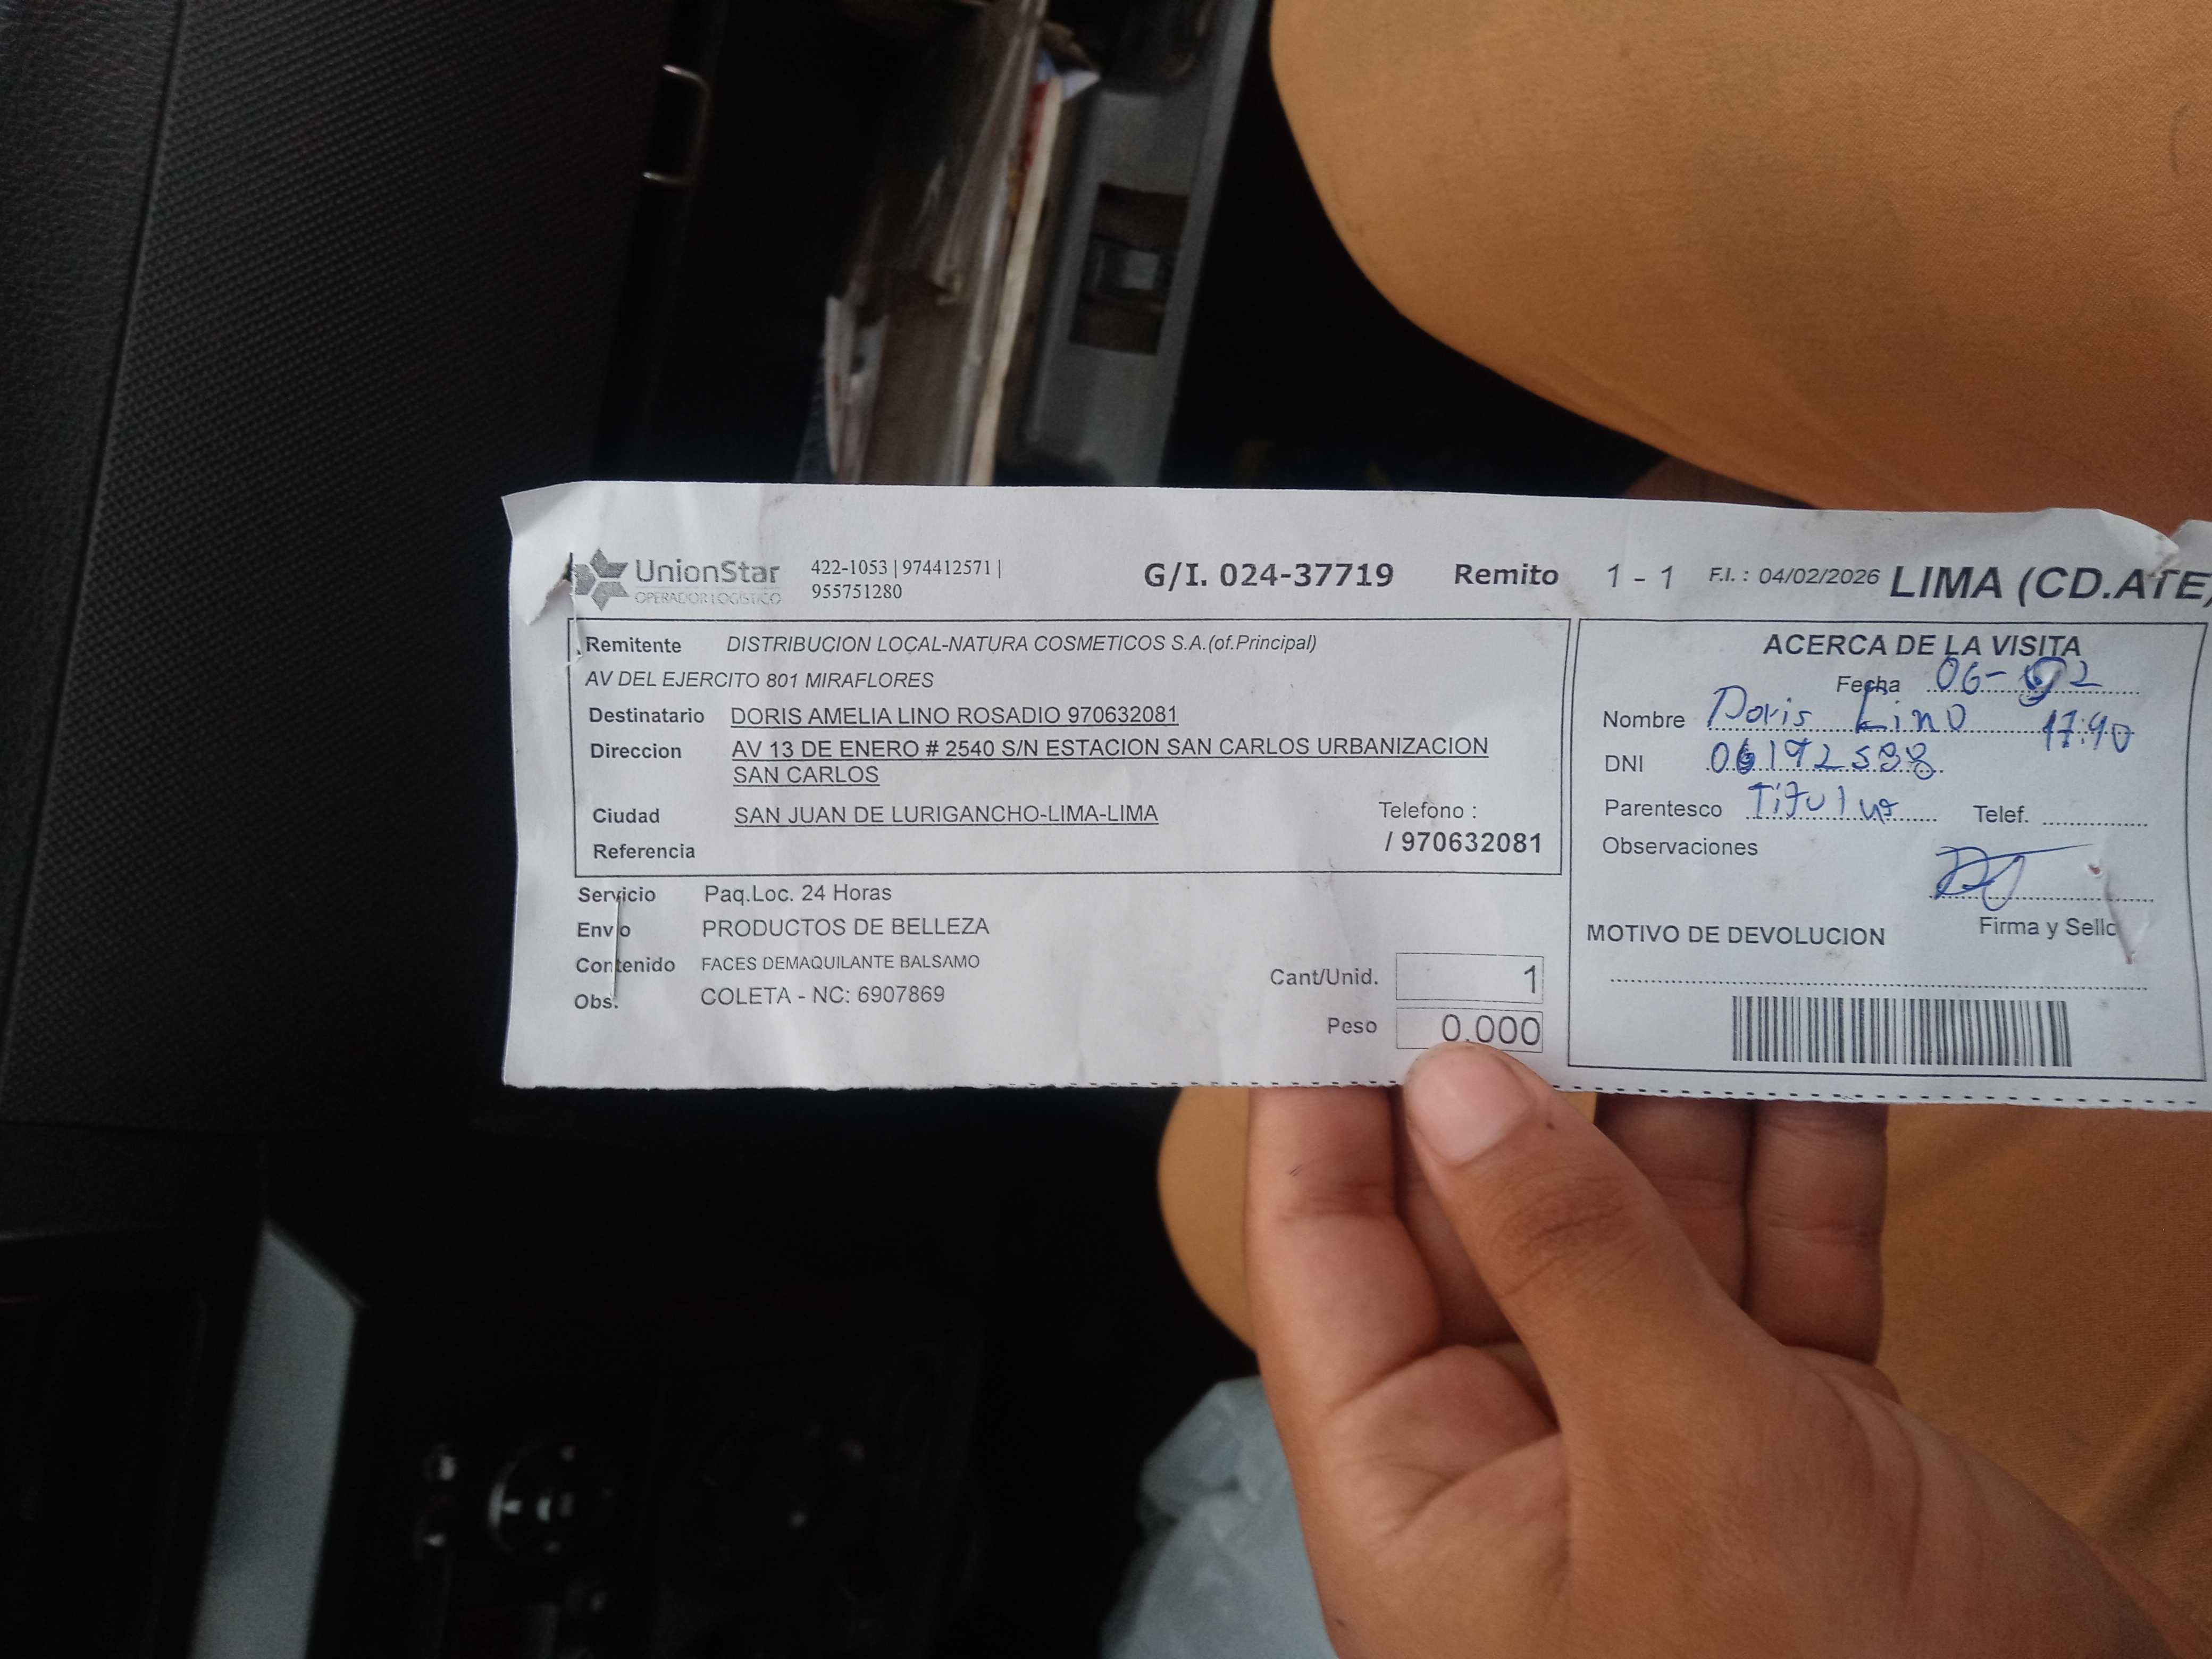 UnionStar
OPERADOR LOGISTICO
422-1053 | 974412571 |
955751280
G/I. 024-37719 Remito 1 - 1 F.I. : 04/02/2026 LIMA (CD.ATE)
Remitente DISTRIBUCION LOCAL-NATURA COSMETICOS S.A.(of.Principal)
AV DEL EJERCITO 801 MIRAFLORES
Destinatario DORIS AMELIA LINO ROSADIO 970632081
Direccion AV 13 DE ENERO # 2540 S/N ESTACION SAN CARLOS URBANIZACION
SAN CARLOS
Ciudad SAN JUAN DE LURIGANCHO-LIMA-LIMA
Telefono :
Referencia / 970632081
Servicio Paq.Loc. 24 Horas
Envio PRODUCTOS DE BELLEZA
Contenido FACES DEMAQUILANTE BALSAMO
Obs. COLETA - NC: 6907869
Cant/Unid. 1
Peso 0.000
ACERCA DE LA VISITA
Fecha 06-02
Nombre Doris Lino
DNI
Parentesco Titular Telef.
Observaciones
Firma y Sello
MOTIVO DE DEVOLUCION